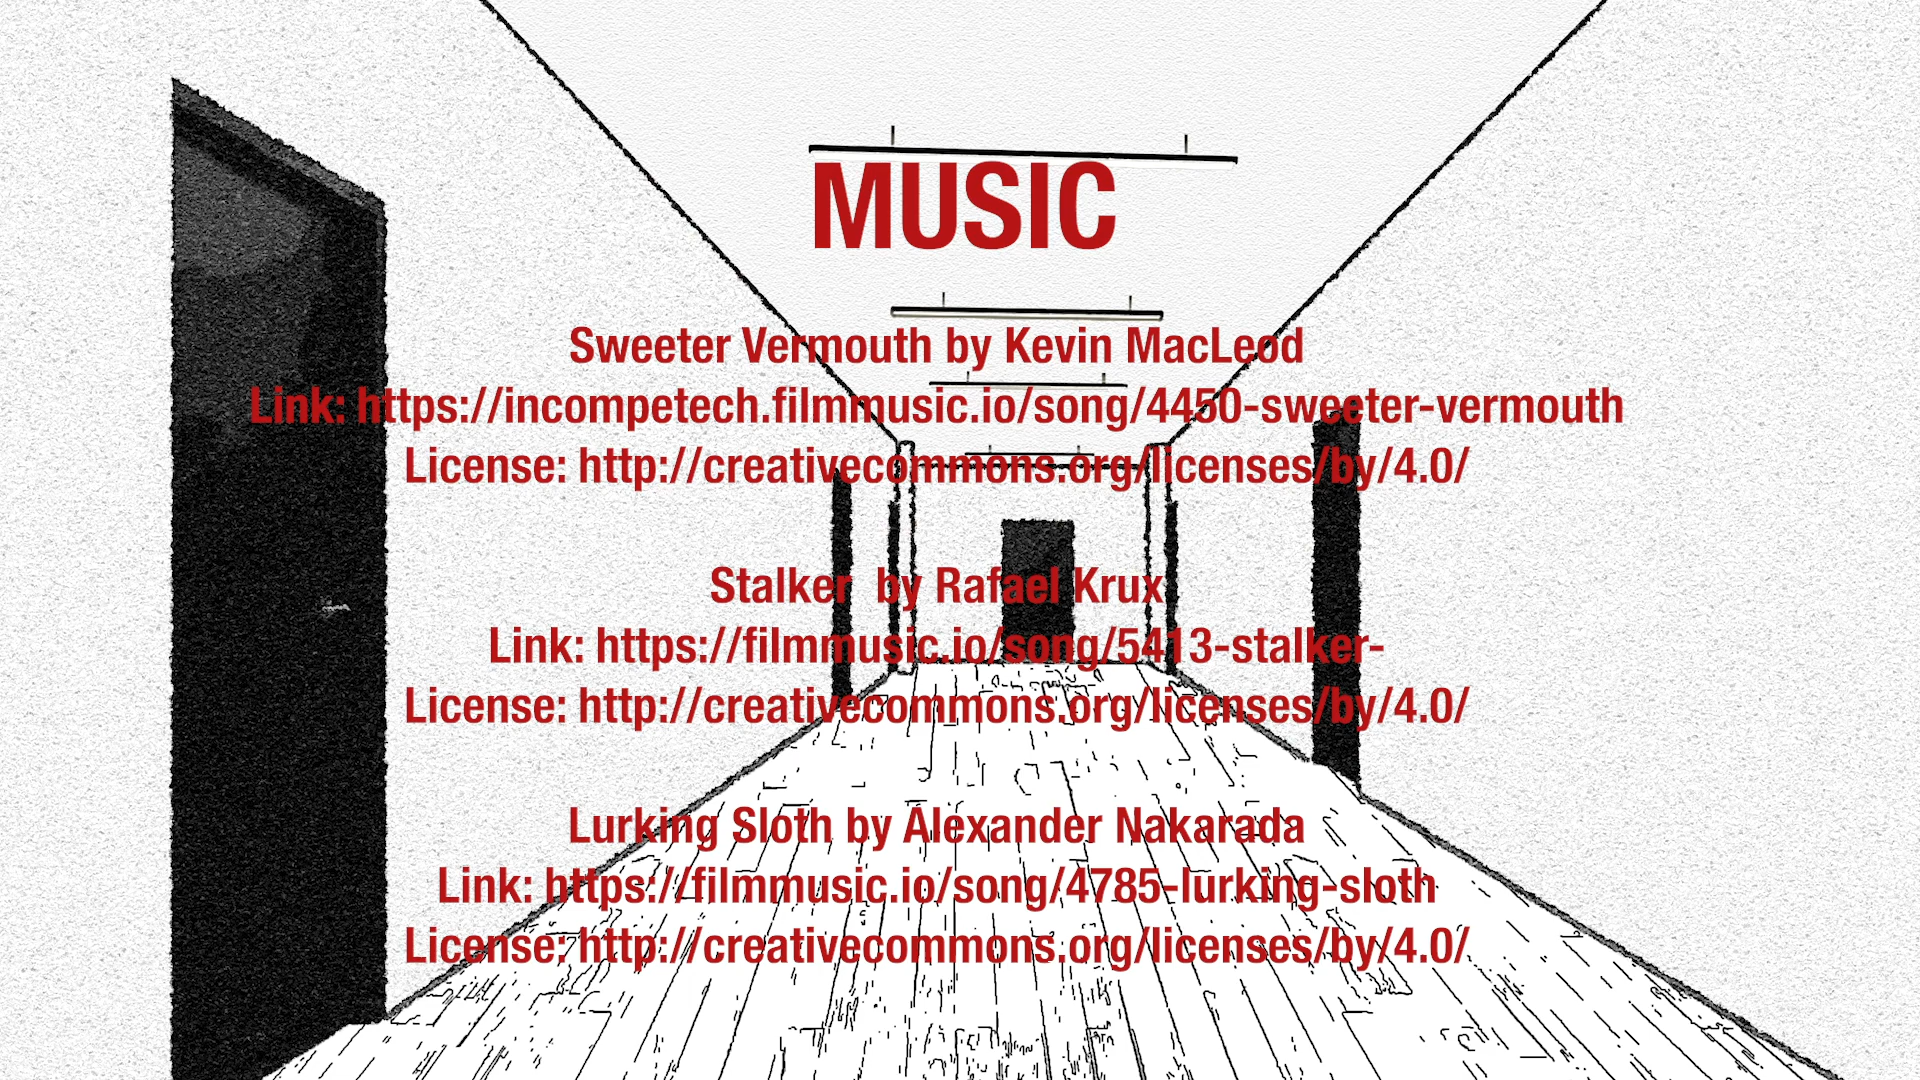 MUSIC
Sweeter Vermouth by Kevin MacLeod
Link: https://incompetech.filmmusic.io/song/4450-sweeter-vermouth
License: http://creativecommons.org/licenses/by/4.0/
Stalker  by Rafael Krux
Link: https://filmmusic.io/song/5413-stalker-
License: http://creativecommons.org/licenses/by/4.0/
Lurking Sloth by Alexander Nakarada
Link: https://filmmusic.io/song/4785-lurking-sloth
License: http://creativecommons.org/licenses/by/4.0/